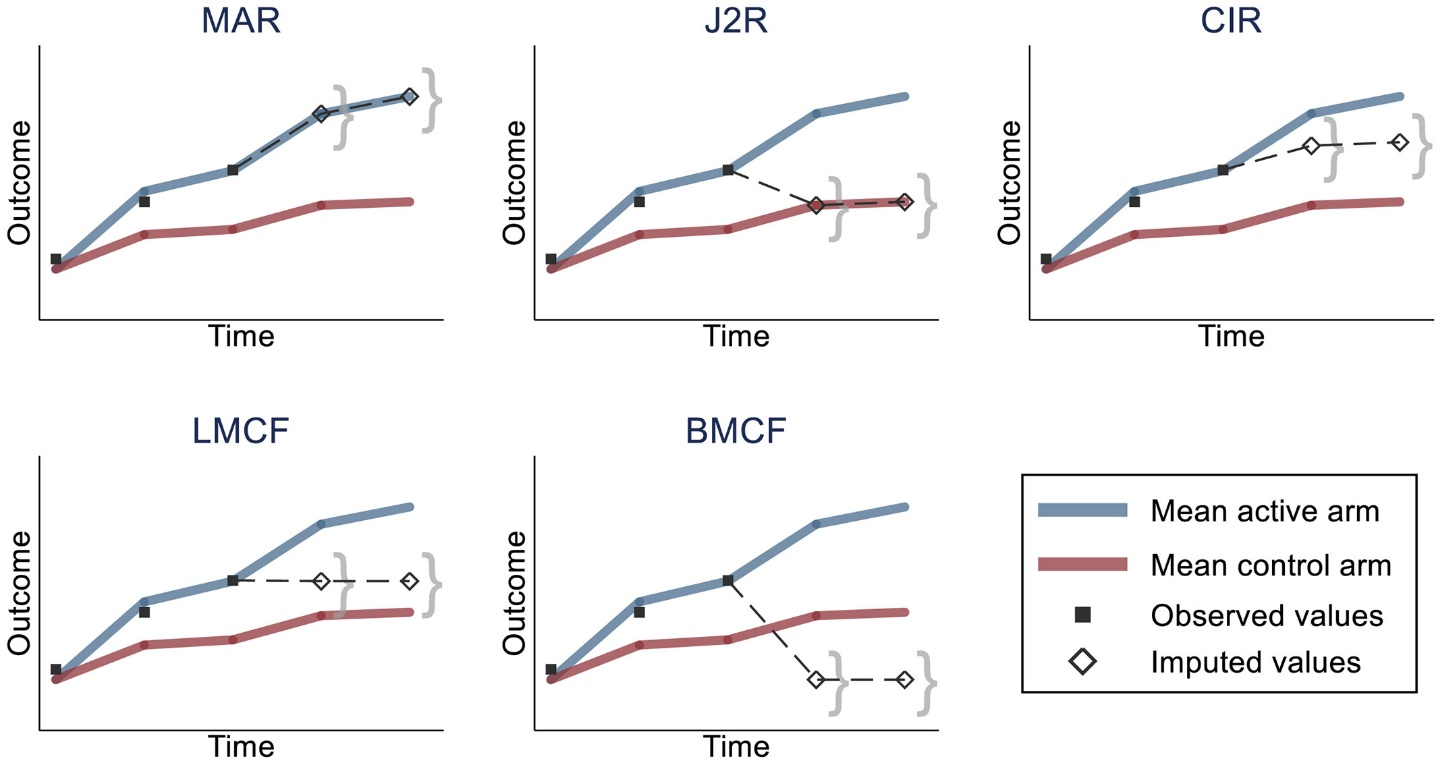 MAR
Outcome
Time
J2R
Outcome
Time
CIR
Outcome
Time
LMCF
Outcome
Time
BMCF
Outcome
Time
Mean active arm
Mean control arm
Observed values
Imputed values